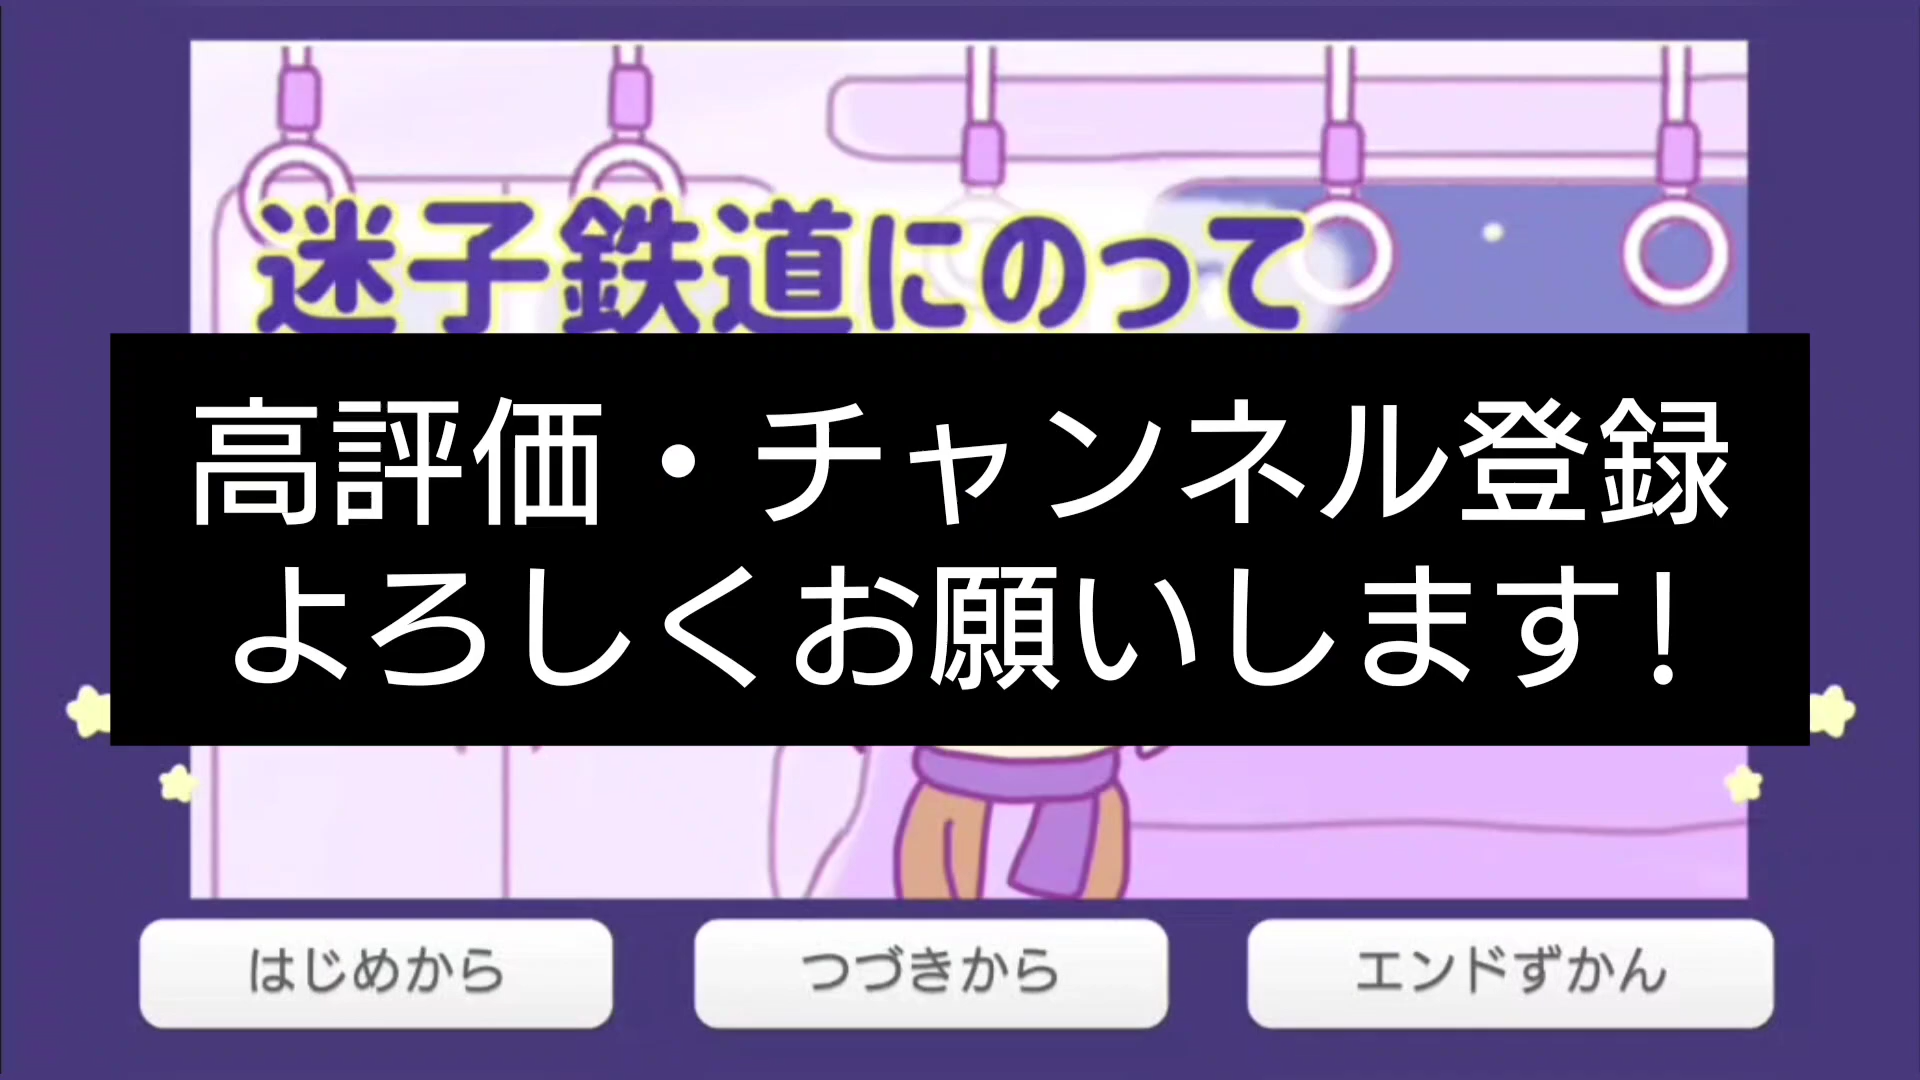 迷子鉄道にのって
高評価・チャンネル登録
よろしくお願いします!
はじめから
つづきから
エンドずかん